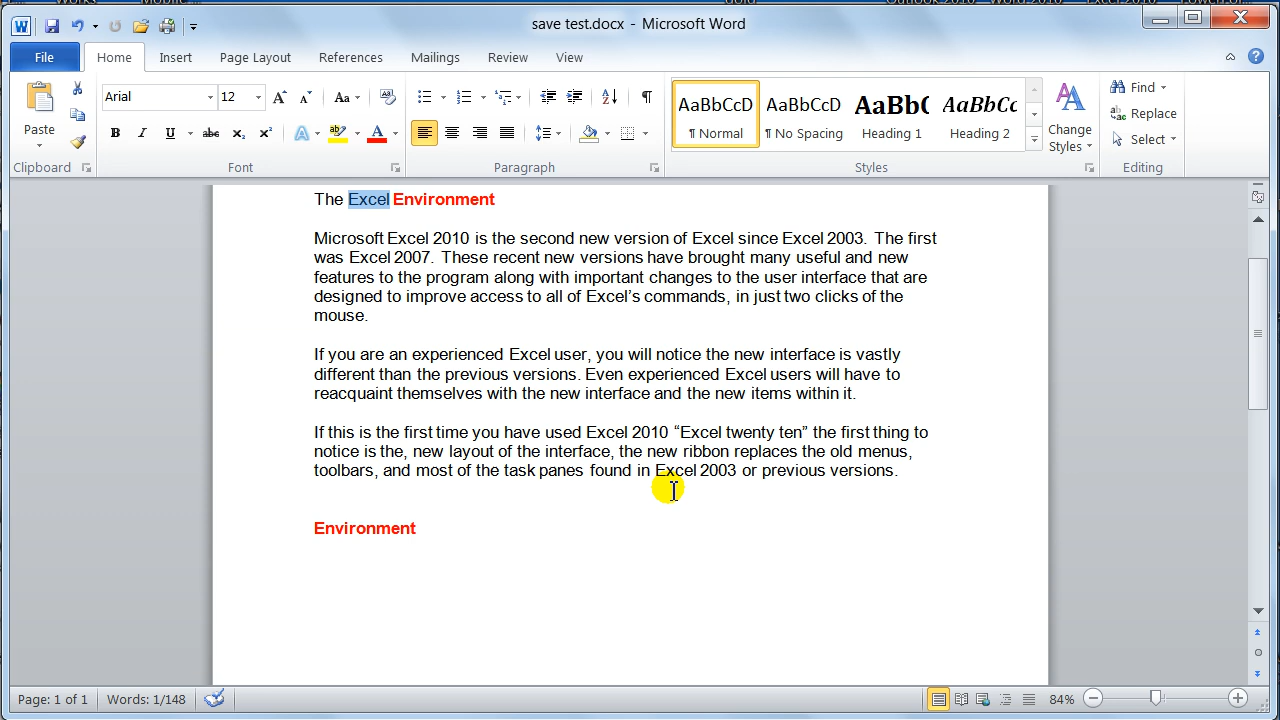 save test.docx - Microsoft Word
File Home Insert Page Layout References Mailings Review View
Arial 12
Paste
Clipboard Font Paragraph Styles Editing
AaBbCcD AaBbCcD AaBbC AaBbCc
¶ Normal ¶ No Spacing Heading 1 Heading 2
Change Styles
Find
Replace
Select
The Excel Environment
Microsoft Excel 2010 is the second new version of Excel since Excel 2003. The first
was Excel 2007. These recent new versions have brought many useful and new
features to the program along with important changes to the user interface that are
designed to improve access to all of Excel’s commands, in just two clicks of the
mouse.
If you are an experienced Excel user, you will notice the new interface is vastly
different than the previous versions. Even experienced Excel users will have to
reacquaint themselves with the new interface and the new items within it.
If this is the first time you have used Excel 2010 “Excel twenty ten” the first thing to
notice is the, new layout of the interface, the new ribbon replaces the old menus,
toolbars, and most of the task panes found in Excel 2003 or previous versions.
Environment
Page: 1 of 1 Words: 1/148 84%